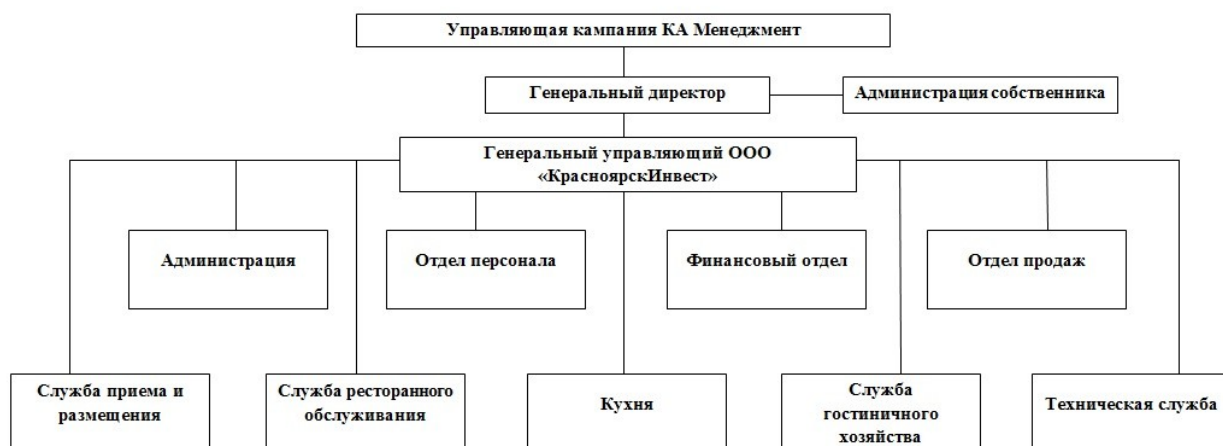 Управляющая кампания КА Менеджмент
Генеральный директор
Администрация собственника
Генеральный управляющий ООО
«КрасноярскИнвест»
Администрация
Отдел персонала
Финансовый отдел
Отдел продаж
Служба приема и
размещения
Служба ресторанного
обслуживания
Кухня
Служба
гостиничного
хозяйства
Техническая служба